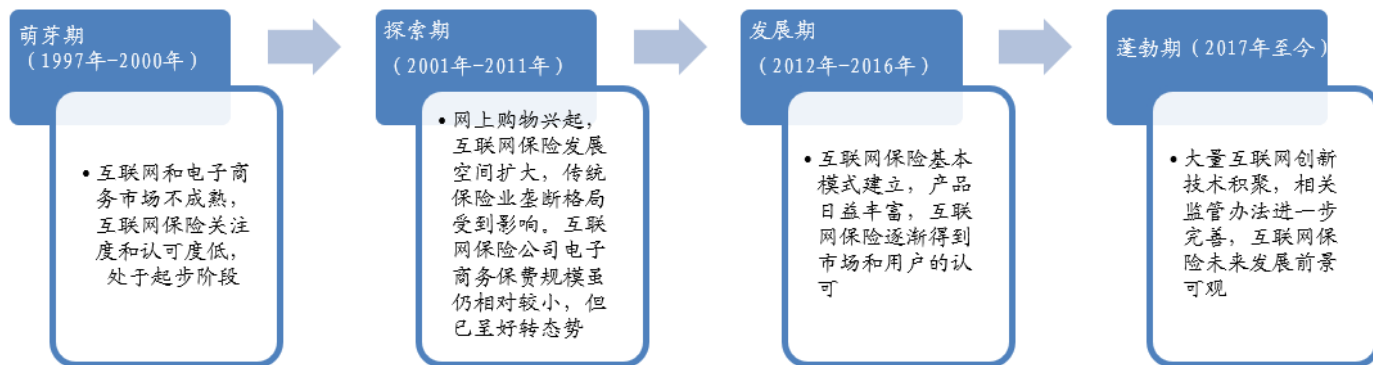 萌芽期
（1997年-2000年）
• 互联网和电子商
务市场不成熟，
互联网保险关注
度和认可度低，
处于起步阶段
探索期
（2001年-2011年）
• 网上购物兴起，
互联网保险发展
空间扩大，传统
保险业垄断格局
受到影响。互联
网保险公司电子
商务保费规模虽
仍相对较小，但
已呈好转态势
发展期
（2012年-2016年）
• 互联网保险基本
模式建立，产品
日益丰富，互联
网保险逐渐得到
市场和用户的认
可
蓬勃期（2017年至今）
• 大量互联网创新
技术积聚，相关
监管办法进一步
完善，互联网保
险未来发展前景
可观